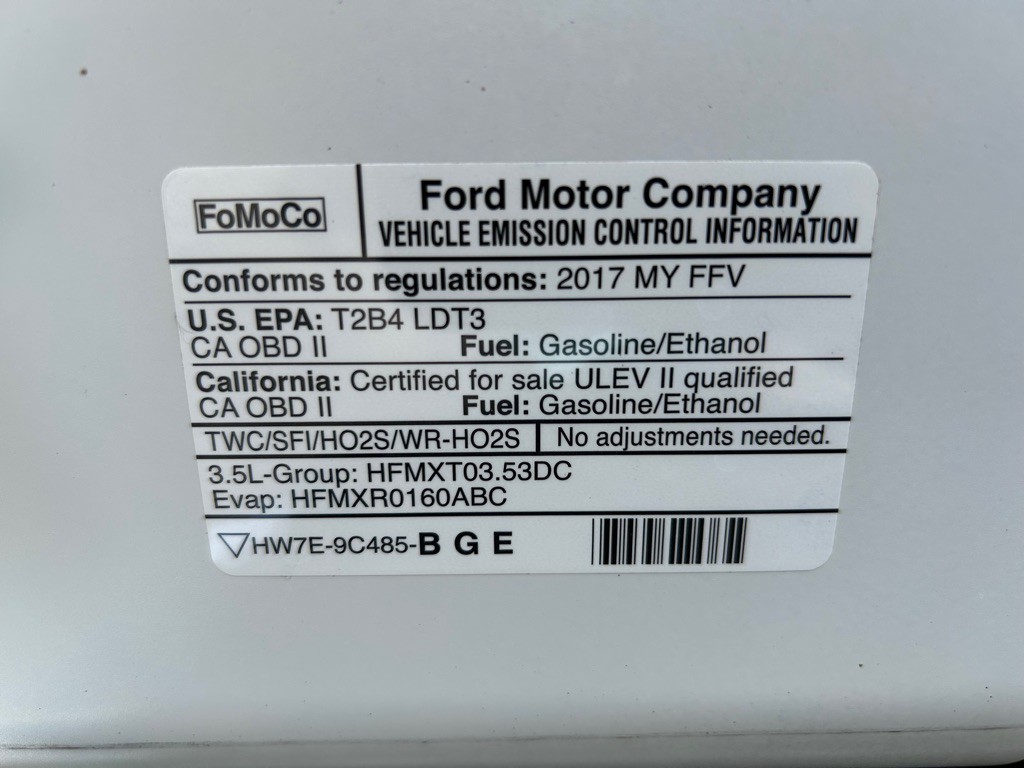 FoMoCo
Ford Motor Company
VEHICLE EMISSION CONTROL INFORMATION
Conforms to regulations: 2017 MY FFV
U.S. EPA: T2B4 LDT3
CA OBD II Fuel: Gasoline/Ethanol
California: Certified for sale ULEV II qualified
CA OBD II Fuel: Gasoline/Ethanol
TWC/SFI/HO2S/WR-HO2S No adjustments needed.
3.5L-Group: HFMXT03.53DC
Evap: HFMXR0160ABC
HW7E-9C485-B G E